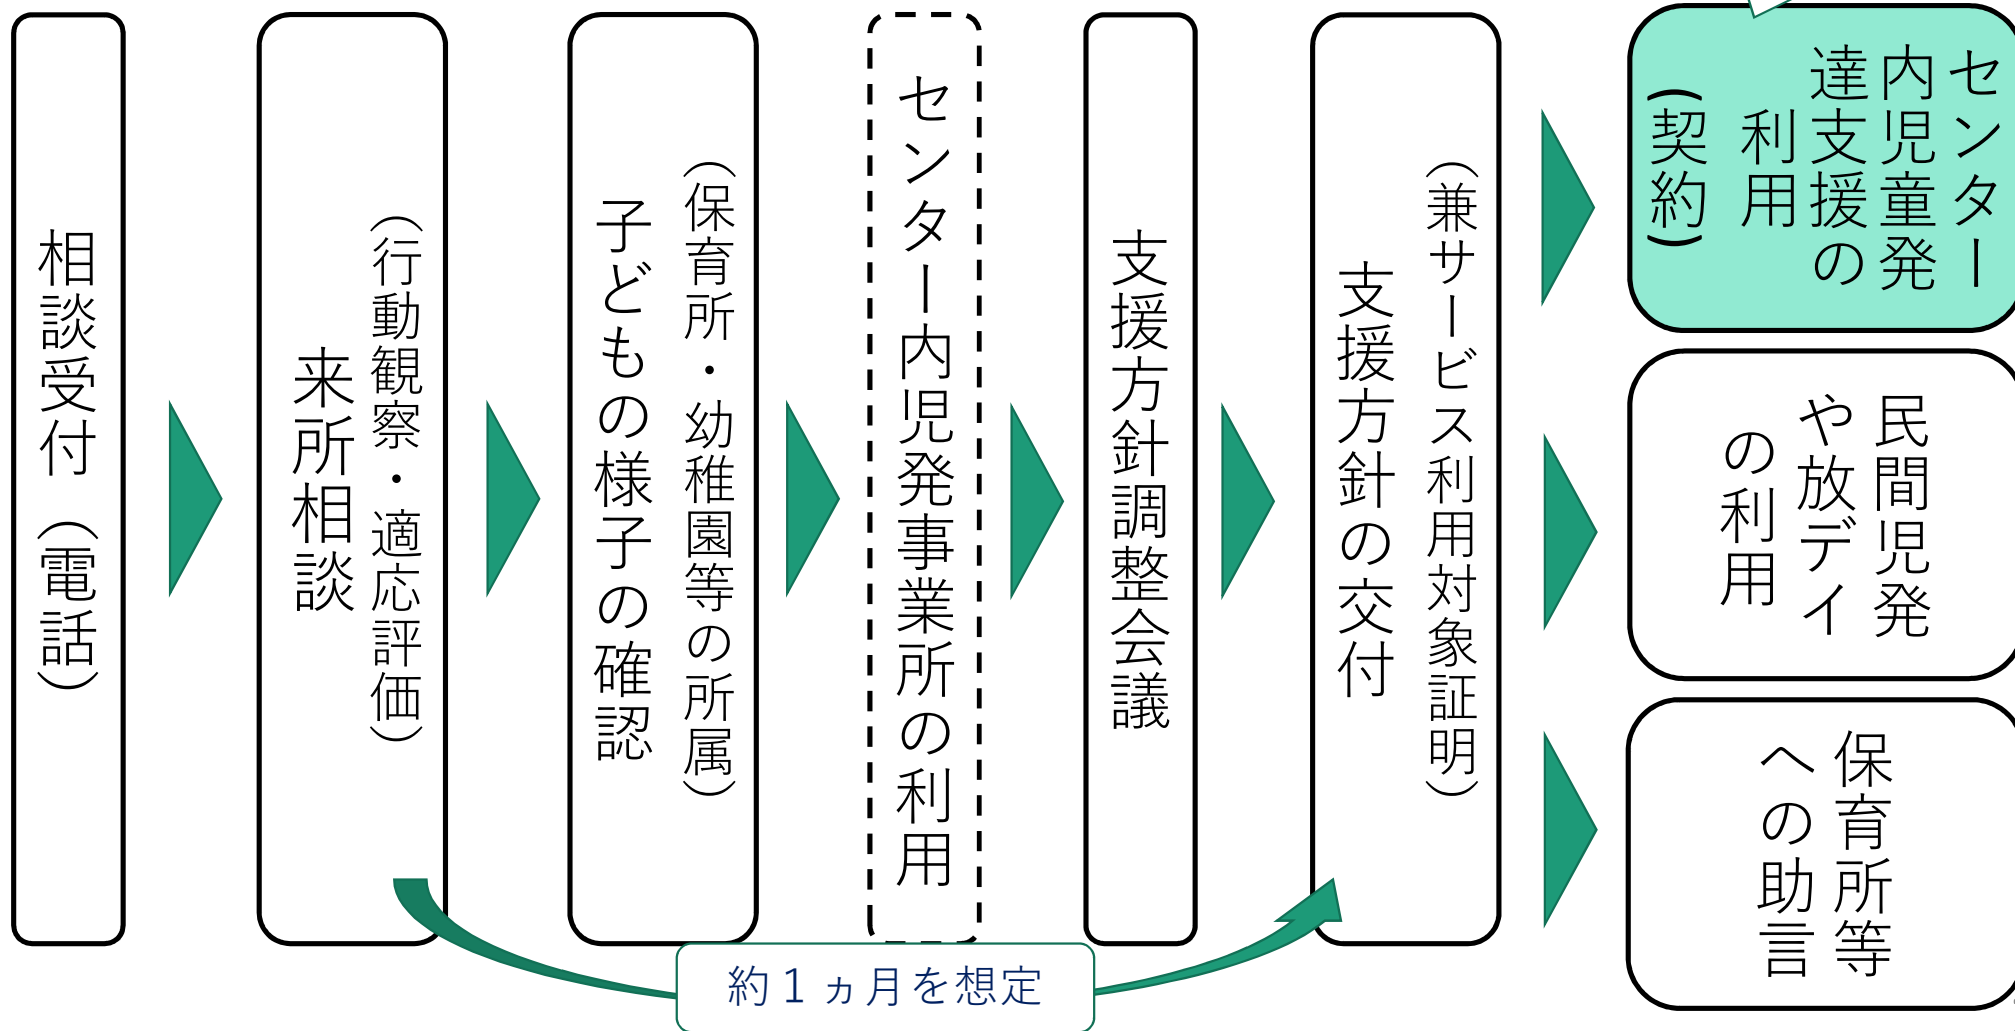 相談受付　（電話）
（行動観察・適応評価）
来所相談
（保育所・幼稚園等の所属）
子どもの様子の確認
センター内児発事業所の利用
支援方針調整会議
（兼サービス利用対象証明）
支援方針の交付
センター
内児童発
達支援の
利用
(契約)
民間児発
や放デイ
の利用
保育所等
への助言
約１ヵ月を想定